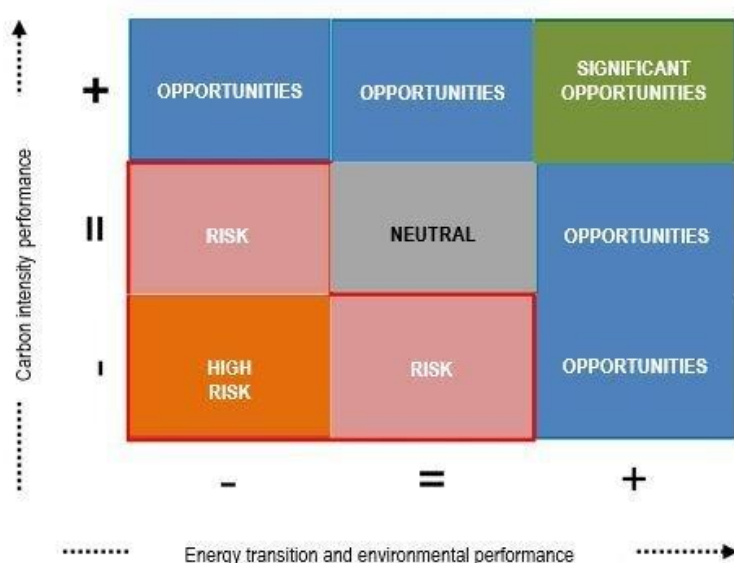 +
OPPORTUNITIES
OPPORTUNITIES
SIGNIFICANT
OPPORTUNITIES
Carbon intensity performance
=
RISK
NEUTRAL
OPPORTUNITIES
-
HIGH
RISK
RISK
OPPORTUNITIES
-
=
+
Energy transition and environmental performance